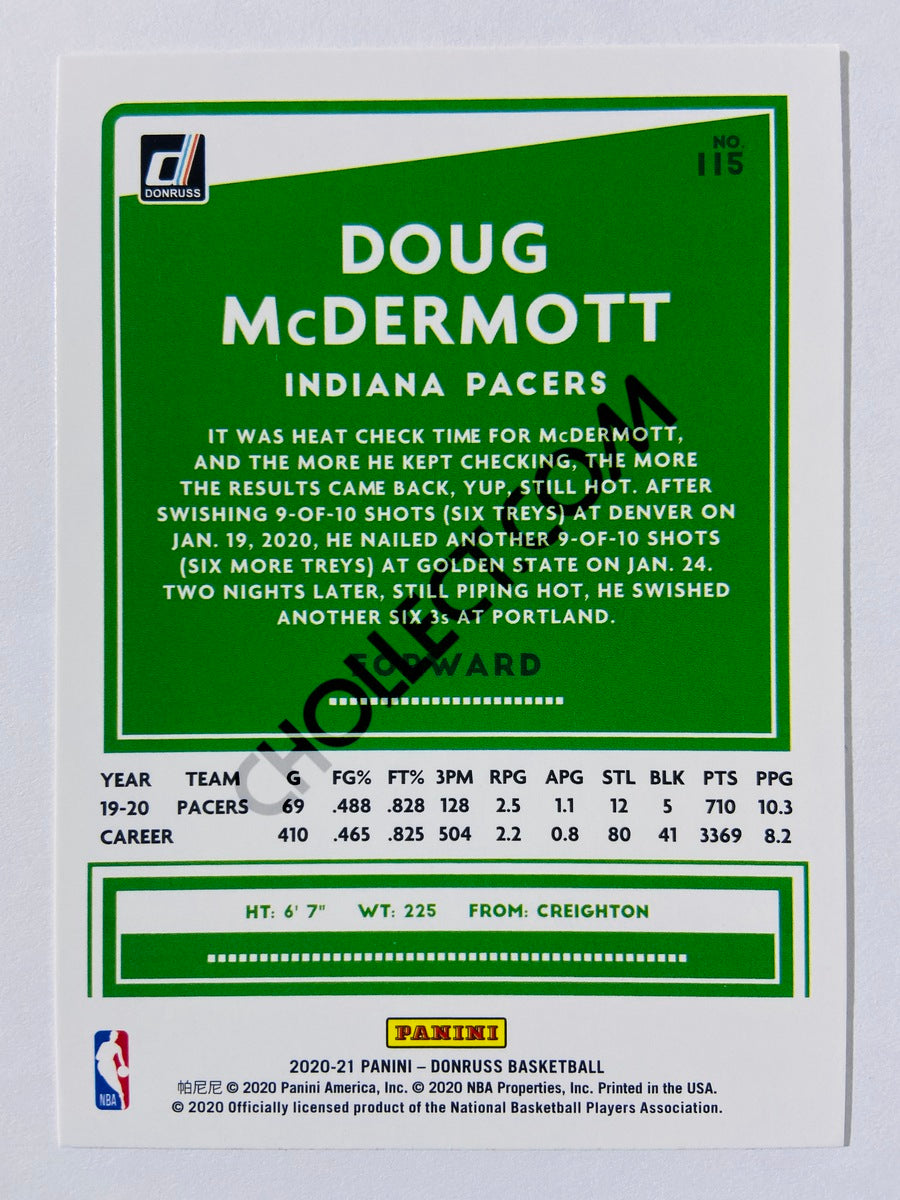 DONRUSS
NO.
115
DOUG
McDERMOTT
INDIANA PACERS
IT WAS HEAT CHECK TIME FOR McDERMOTT,
AND THE MORE HE KEPT CHECKING, THE MORE
THE RESULTS CAME BACK, YUP, STILL HOT. AFTER
SWISHING 9-OF-10 SHOTS (SIX TREYS) AT DENVER ON
JAN. 19, 2020, HE NAILED ANOTHER 9-OF-10 SHOTS
(SIX MORE TREYS) AT GOLDEN STATE ON JAN. 24.
TWO NIGHTS LATER, STILL PIPING HOT, HE SWISHED
ANOTHER SIX 3s AT PORTLAND.
FORWARD
CHOLLECT.COM
YEAR TEAM G FG% FT% 3PM RPG APG STL BLK PTS PPG
19-20 PACERS 69 .488 .828 128 2.5 1.1 12 5 710 10.3
CAREER 410 .465 .825 504 2.2 0.8 80 41 3369 8.2
HT: 6' 7" WT: 225 FROM: CREIGHTON
PANINI
NBA
2020-21 PANINI – DONRUSS BASKETBALL
帕尼尼 © 2020 Panini America, Inc. © 2020 NBA Properties, Inc. Printed in the USA.
© 2020 Officially licensed product of the National Basketball Players Association.